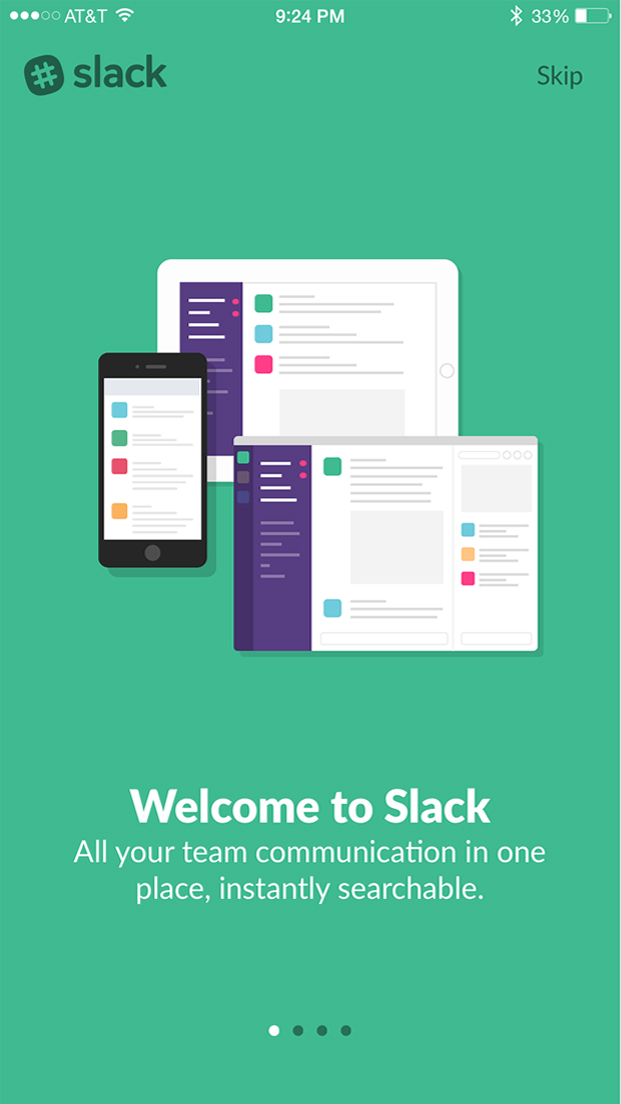 AT&T 9:24 PM 33%
slack Skip
Welcome to Slack
All your team communication in one
place, instantly searchable.